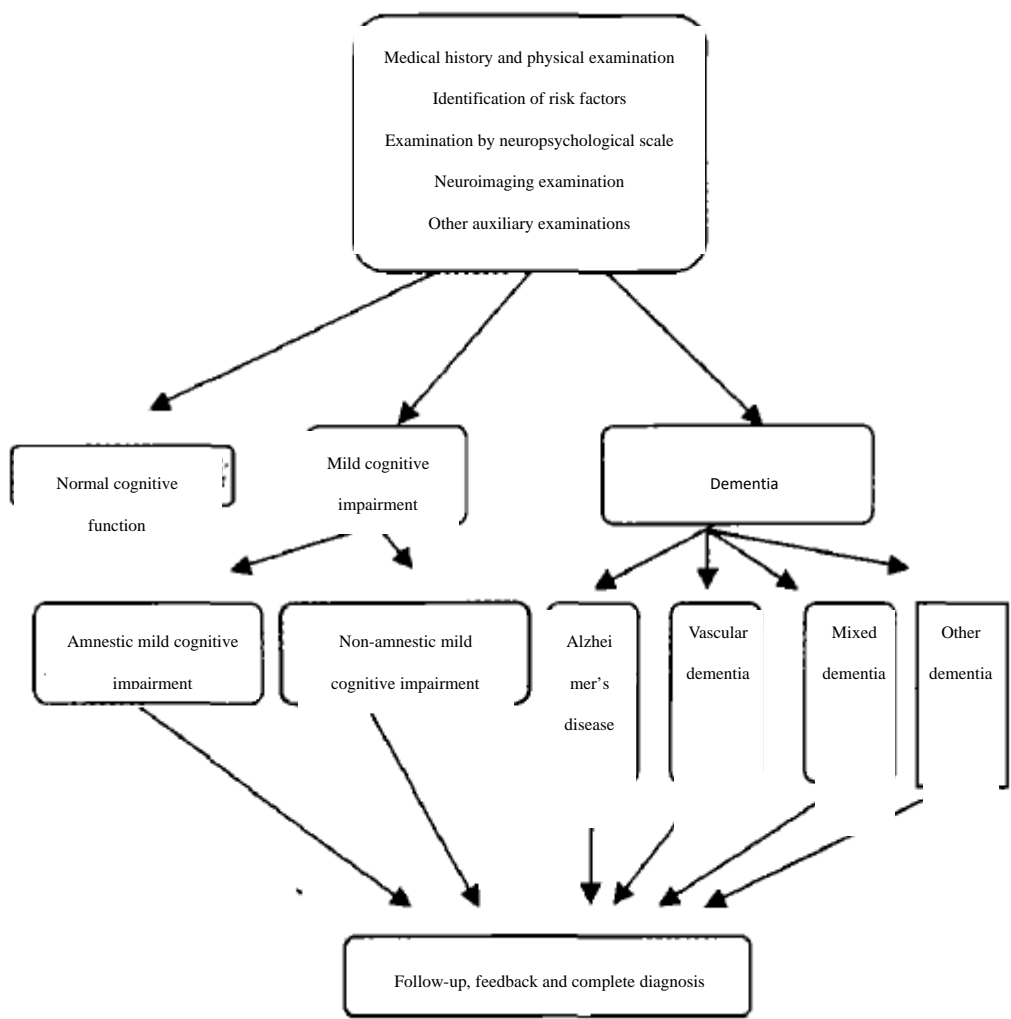 Medical history and physical examination
Identification of risk factors
Examination by neuropsychological scale
Neuroimaging examination
Other auxiliary examinations
Normal cognitive
function
Mild cognitive
impairment
Dementia
Amnestic mild cognitive
impairment
Non-amnestic mild
cognitive impairment
Alzhei
mer’s
disease
Vascular
dementia
Mixed
dementia
Other
dementia
Follow-up, feedback and complete diagnosis